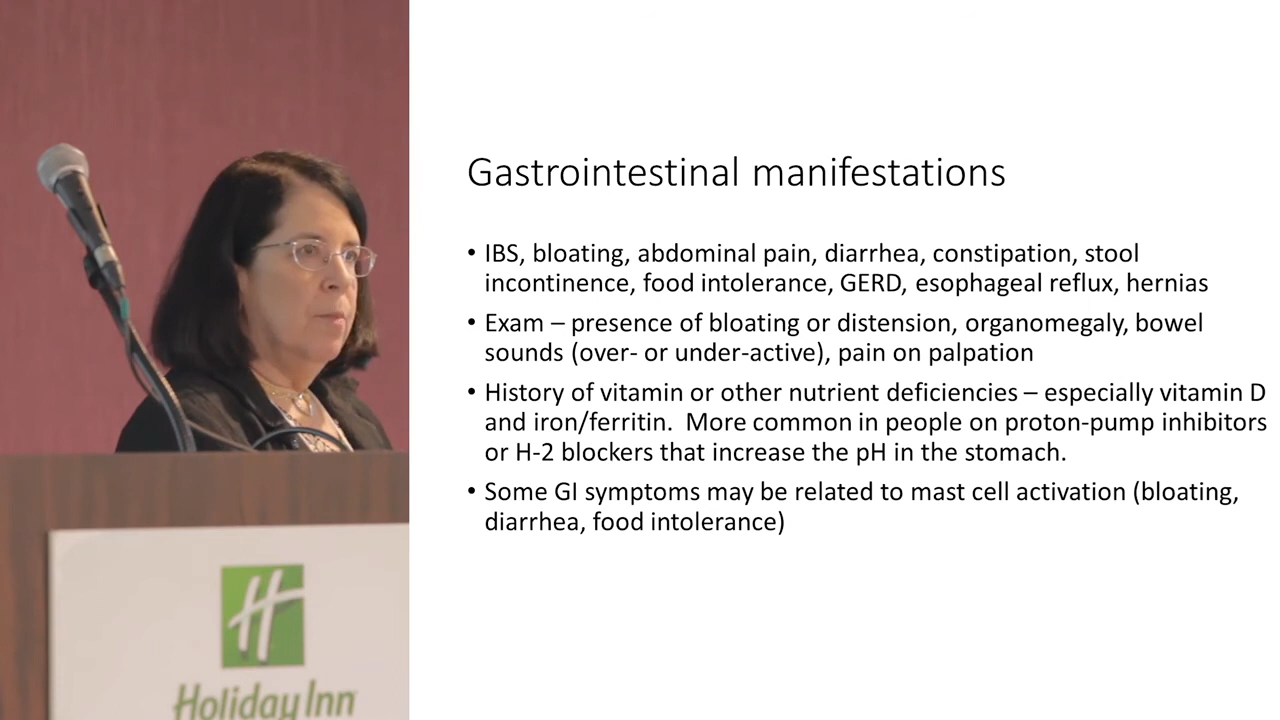 Gastrointestinal manifestations
• IBS, bloating, abdominal pain, diarrhea, constipation, stool
incontinence, food intolerance, GERD, esophageal reflux, hernias
• Exam – presence of bloating or distension, organomegaly, bowel
sounds (over- or under-active), pain on palpation
• History of vitamin or other nutrient deficiencies – especially vitamin D
and iron/ferritin.  More common in people on proton-pump inhibitors
or H-2 blockers that increase the pH in the stomach.
• Some GI symptoms may be related to mast cell activation (bloating,
diarrhea, food intolerance)
H
Holiday Inn